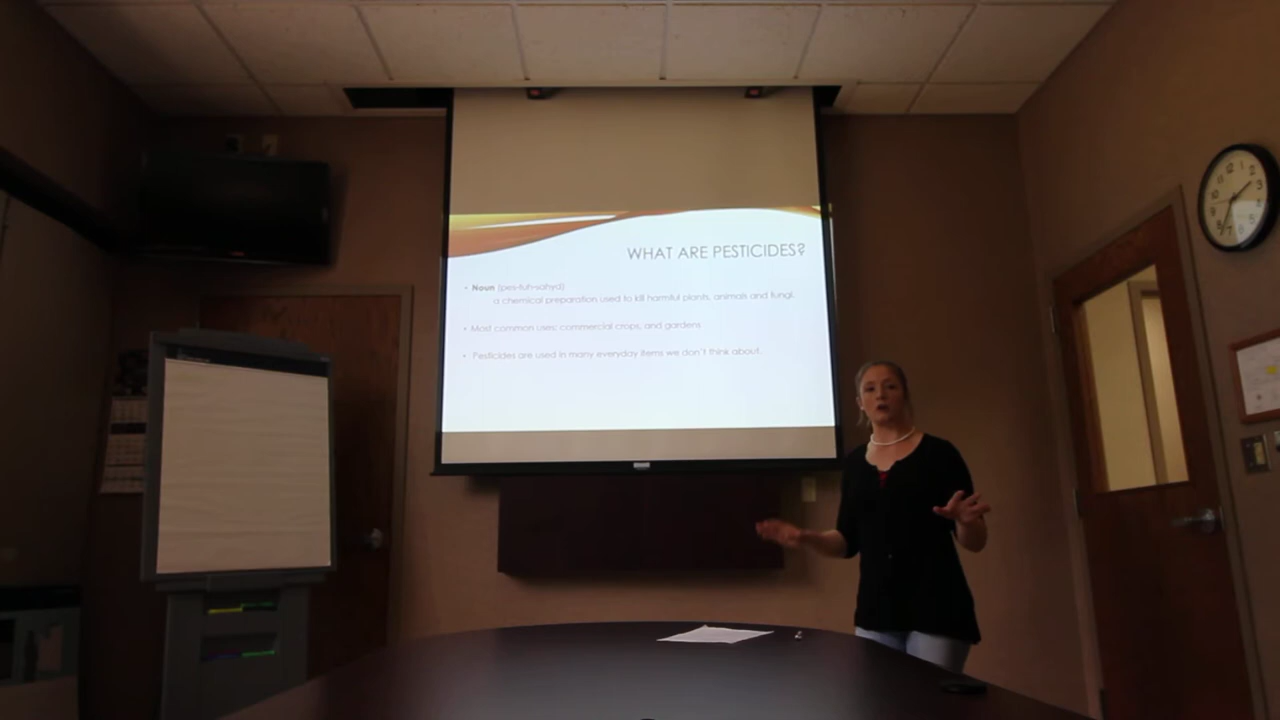 WHAT ARE PESTICIDES?
• Noun (pes-tuh-sahyd)
a chemical preparation used to kill harmful plants, animals and fungi.
• Most common uses: commercial crops, and gardens
• Pesticides are used in many everyday items we don't think about.